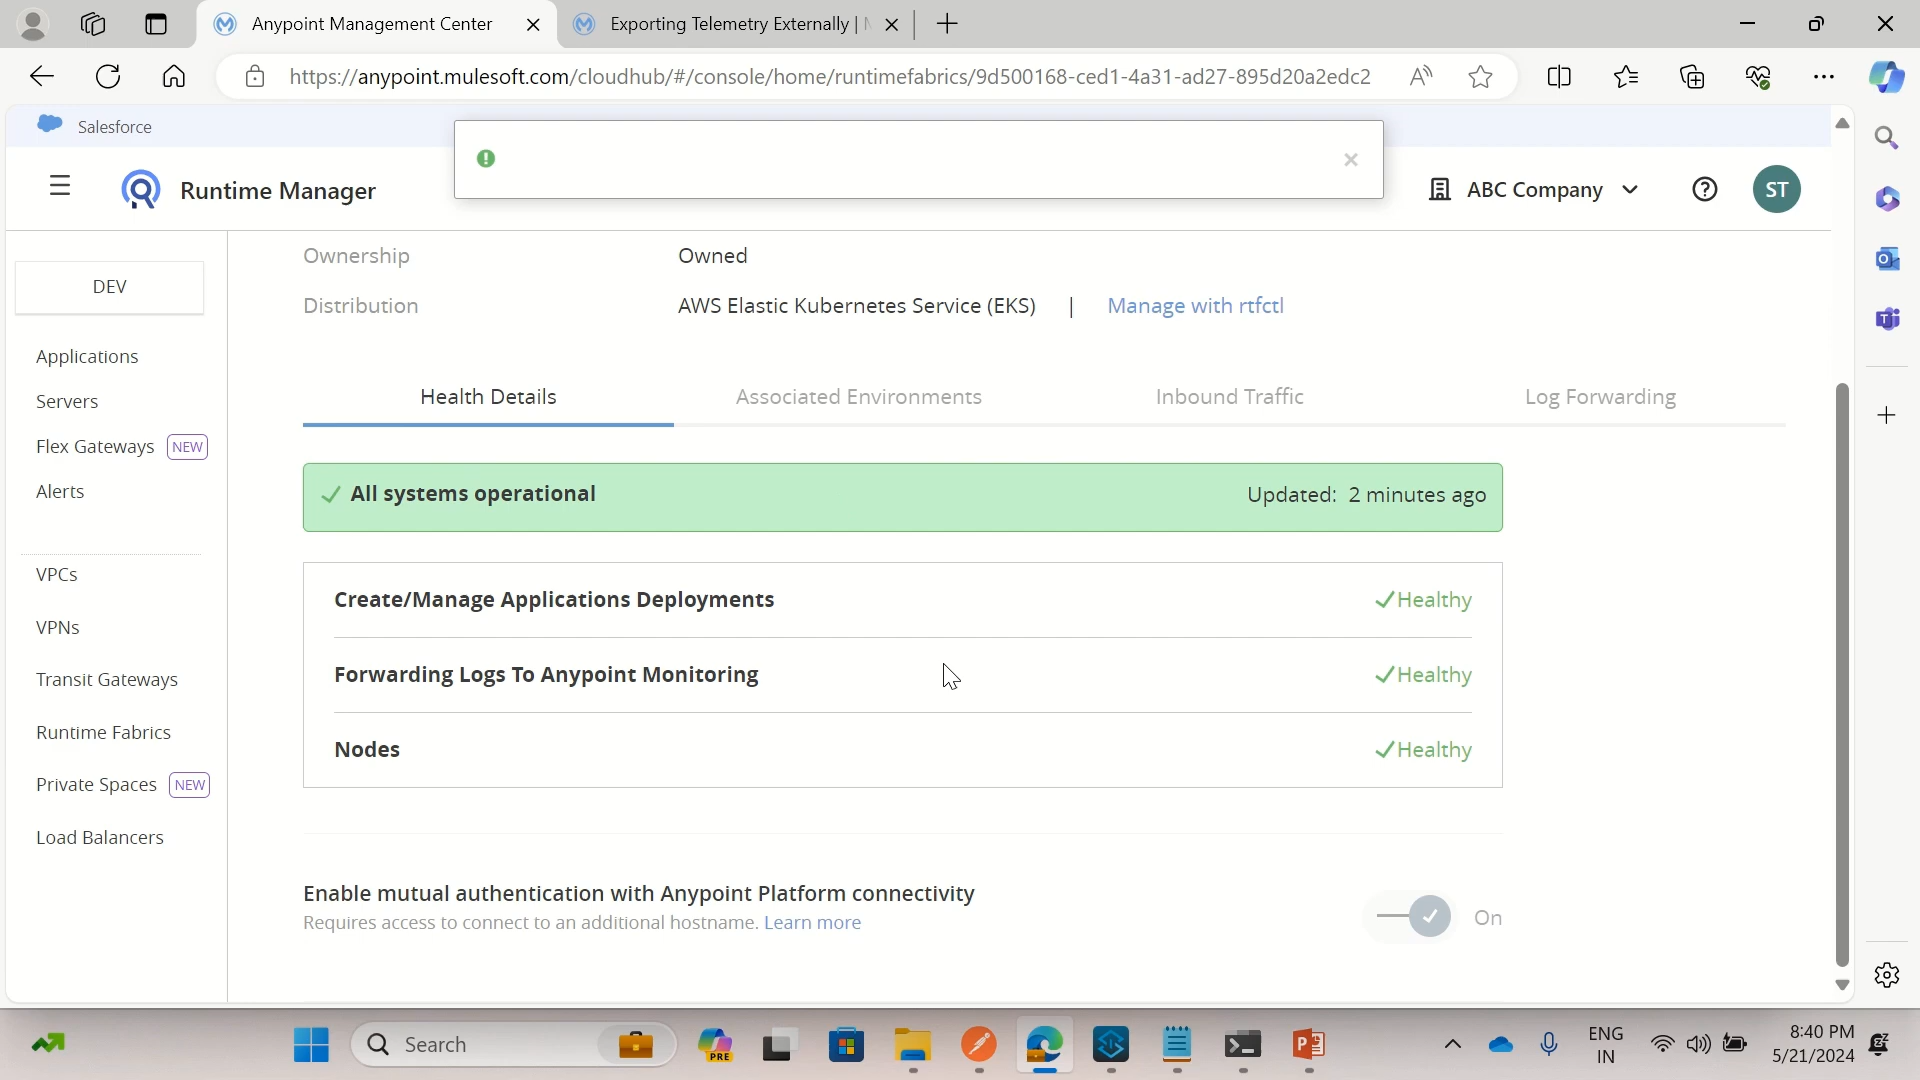 Anypoint Management Center
Exporting Telemetry Externally |
https://anypoint.mulesoft.com/cloudhub/#/console/home/runtimefabrics/9d500168-ced1-4a31-ad27-895d20a2edc2
Salesforce
Runtime Manager
ABC Company
ST
DEV
Applications
Servers
Flex Gateways NEW
Alerts
VPCs
VPNs
Transit Gateways
Runtime Fabrics
Private Spaces NEW
Load Balancers
Ownership Owned
Distribution AWS Elastic Kubernetes Service (EKS) | Manage with rtfctl
Health Details Associated Environments Inbound Traffic Log Forwarding
All systems operational Updated: 2 minutes ago
Create/Manage Applications Deployments Healthy
Forwarding Logs To Anypoint Monitoring Healthy
Nodes Healthy
Enable mutual authentication with Anypoint Platform connectivity
Requires access to connect to an additional hostname. Learn more
On
Search
PRE
ENG
IN
8:40 PM
5/21/2024